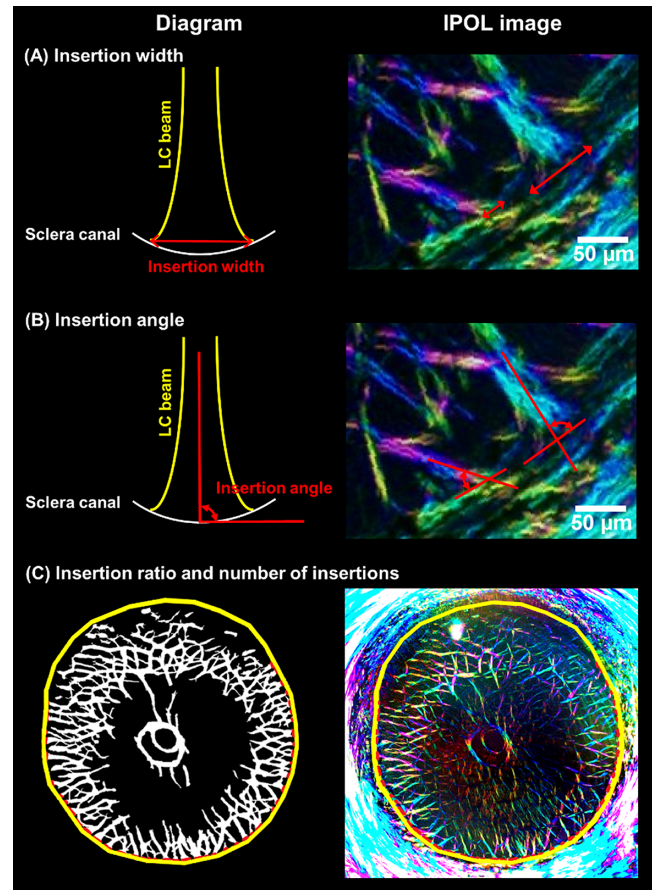 Diagram
IPOL image
(A) Insertion width
LC beam
Sclera canal
Insertion width
50 µm
(B) Insertion angle
LC beam
Sclera canal
Insertion angle
50 µm
(C) Insertion ratio and number of insertions